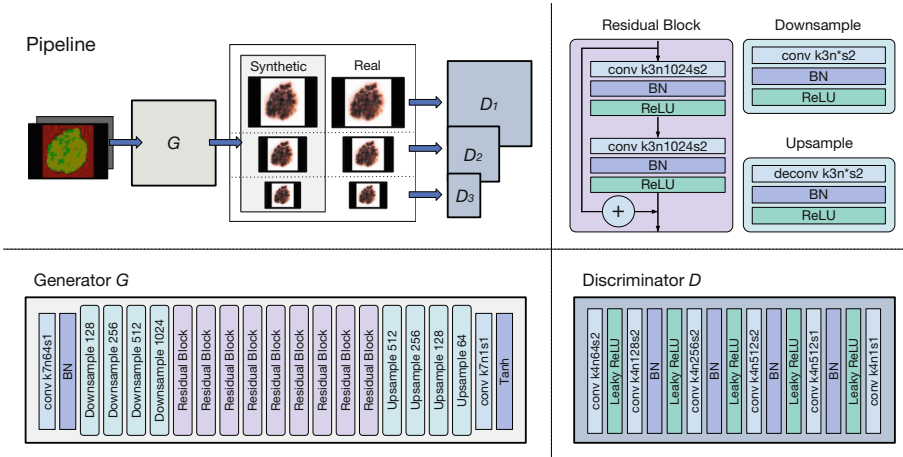 Pipeline
Synthetic
Real
G
D1
D2
D3
Residual Block
conv k3n1024s2
BN
ReLU
conv k3n1024s2
BN
ReLU
+
Downsample
conv k3n*s2
BN
ReLU
Upsample
deconv k3n*s2
BN
ReLU
Generator G
conv k7n64s1
BN
Downsample 128
Downsample 256
Downsample 512
Downsample 1024
Residual Block
Residual Block
Residual Block
Residual Block
Residual Block
Residual Block
Residual Block
Residual Block
Residual Block
Upsample 512
Upsample 256
Upsample 128
Upsample 64
conv k7n1s1
Tanh
Discriminator D
conv k4n64s2
Leaky ReLU
conv k4n128s2
BN
Leaky ReLU
conv k4n256s2
BN
Leaky ReLU
conv k4n512s2
BN
Leaky ReLU
conv k4n512s1
BN
Leaky ReLU
conv k4n1s1